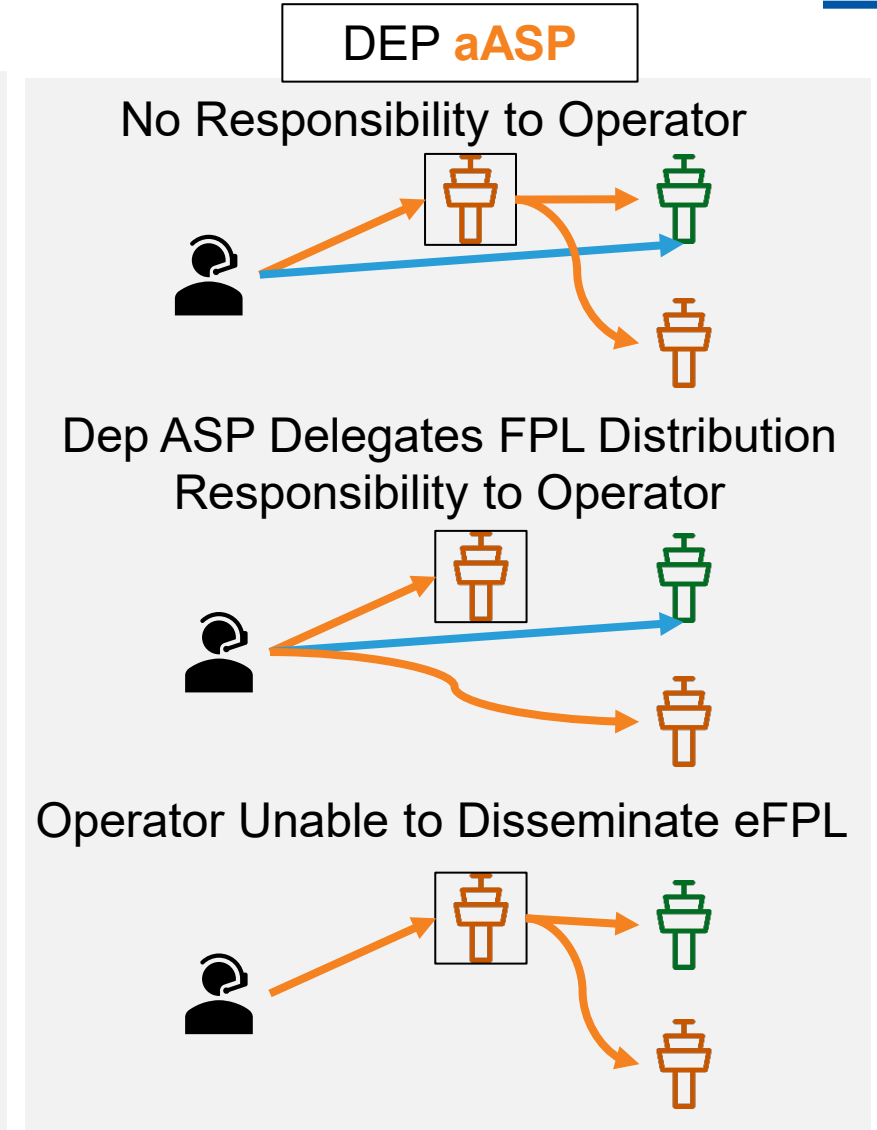 DEP aASP
No Responsibility to Operator
Dep ASP Delegates FPL Distribution
Responsibility to Operator
Operator Unable to Disseminate eFPL